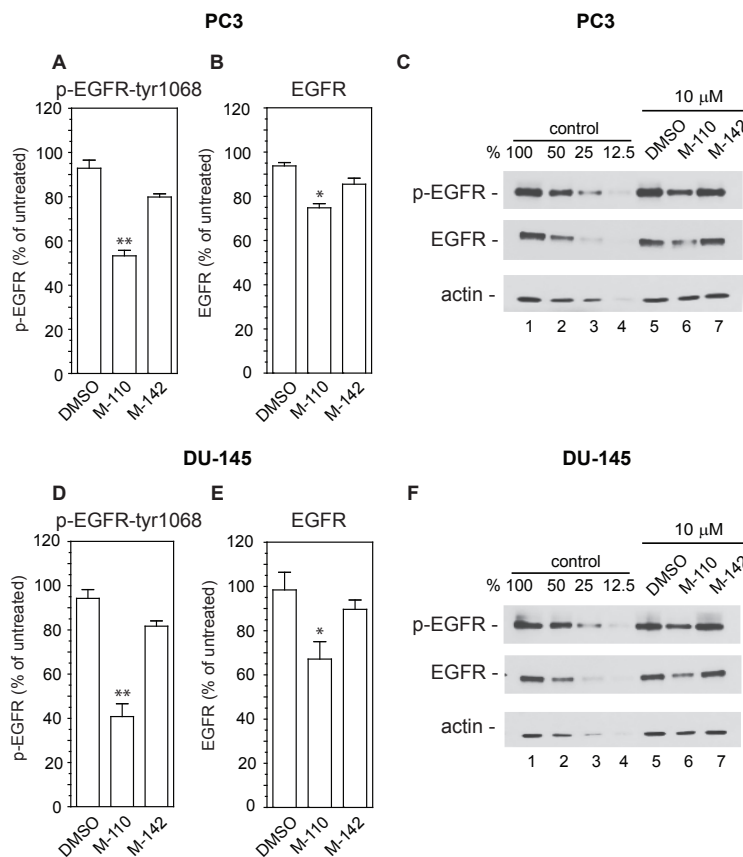 PC3
PC3
A
p-EGFR-tyr1068
p-EGFR (% of untreated)
120
100
80
60
40
20
0
**
DMSO
M-110
M-142
B
EGFR
EGFR (% of untreated)
120
100
80
60
40
20
0
*
DMSO
M-110
M-142
C
10 μM
control
DMSO
M-110
M-142
% 100 50 25 12.5
p-EGFR -
EGFR -
actin -
1 2 3 4 5 6 7
DU-145
DU-145
D
p-EGFR-tyr1068
p-EGFR (% of untreated)
120
100
80
60
40
20
0
**
DMSO
M-110
M-142
E
EGFR
EGFR (% of untreated)
120
100
80
60
40
20
0
*
DMSO
M-110
M-142
F
10 μM
control
DMSO
M-110
M-142
% 100 50 25 12.5
p-EGFR -
EGFR -
actin -
1 2 3 4 5 6 7